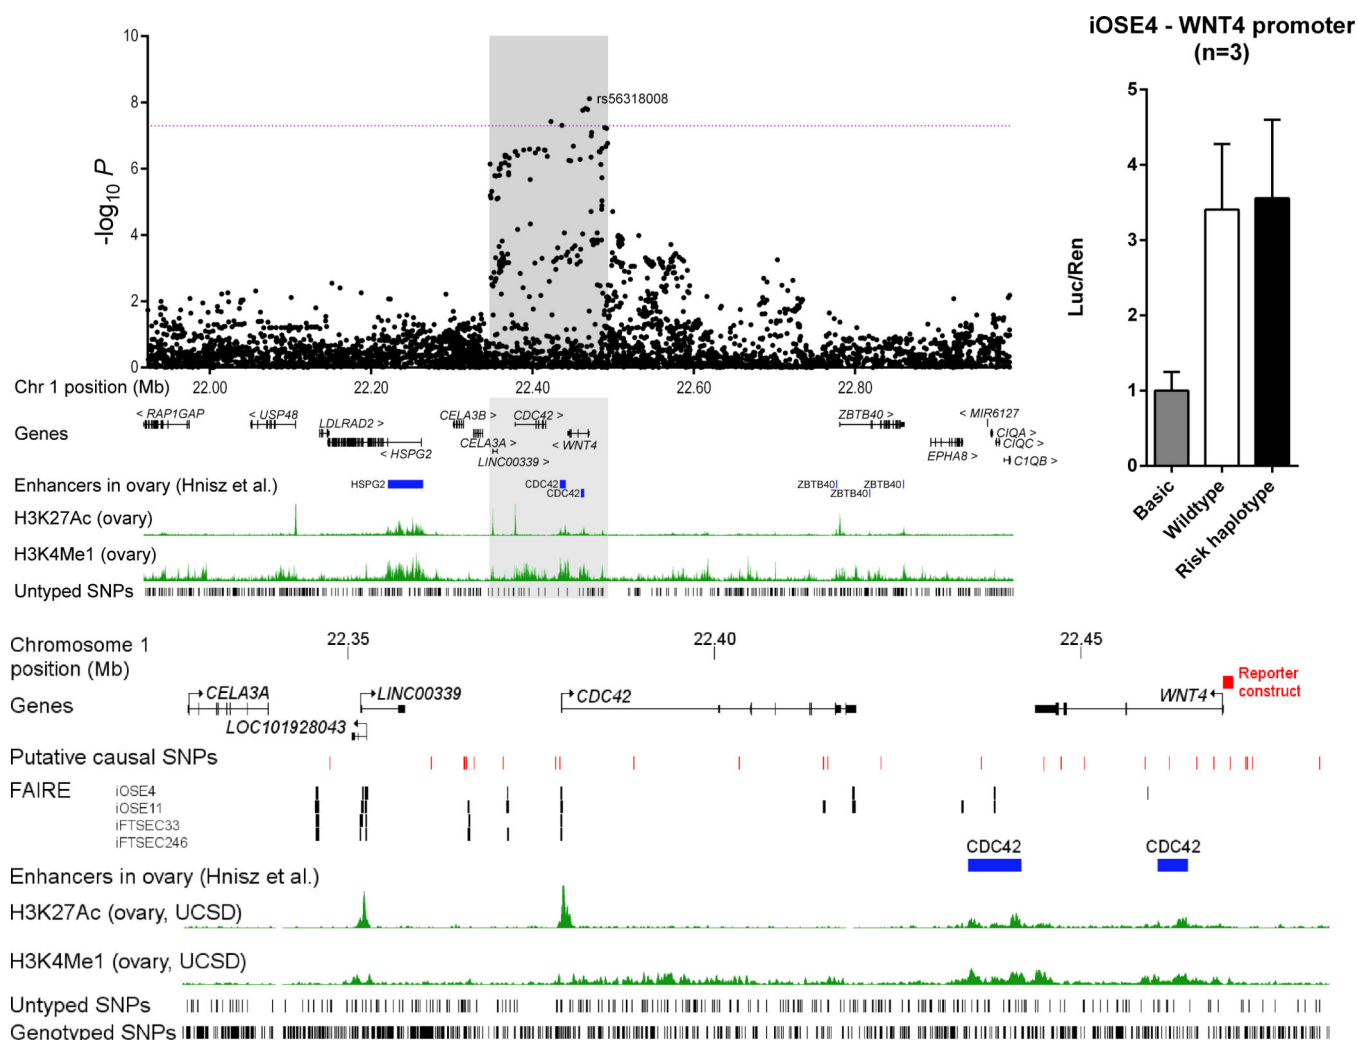 iOSE4 - WNT4 promoter
(n=3)
10
8
6
4
2
0
-log10 P
rs56318008
Chr 1 position (Mb)
22.00
22.20
22.40
22.60
22.80
Genes
< RAP1GAP
< USP48
LDLRAD2 >
< HSPG2
CELA3B >
CELA3A >
LINC00339 >
CDC42 >
< WNT4
ZBTB40 >
EPHA8 >
< MIR6127
CIQA >
CIQC >
C1QB >
Enhancers in ovary (Hnisz et al.)
HSPG2
CDC42
CDC42
ZBTB40
ZBTB40
ZBTB40
H3K27Ac (ovary)
H3K4Me1 (ovary)
Untyped SNPs
5
4
3
2
1
0
Luc/Ren
Basic
Wildtype
Risk haplotype
Chromosome 1
position (Mb)
22.35
22.40
22.45
Genes
CELA3A
LINC00339
LOC101928043
CDC42
WNT4
Reporter
construct
Putative causal SNPs
FAIRE
iOSE4
iOSE11
iFTSEC33
iFTSEC246
CDC42
CDC42
Enhancers in ovary (Hnisz et al.)
H3K27Ac (ovary, UCSD)
H3K4Me1 (ovary, UCSD)
Untyped SNPs
Genotyped SNPs